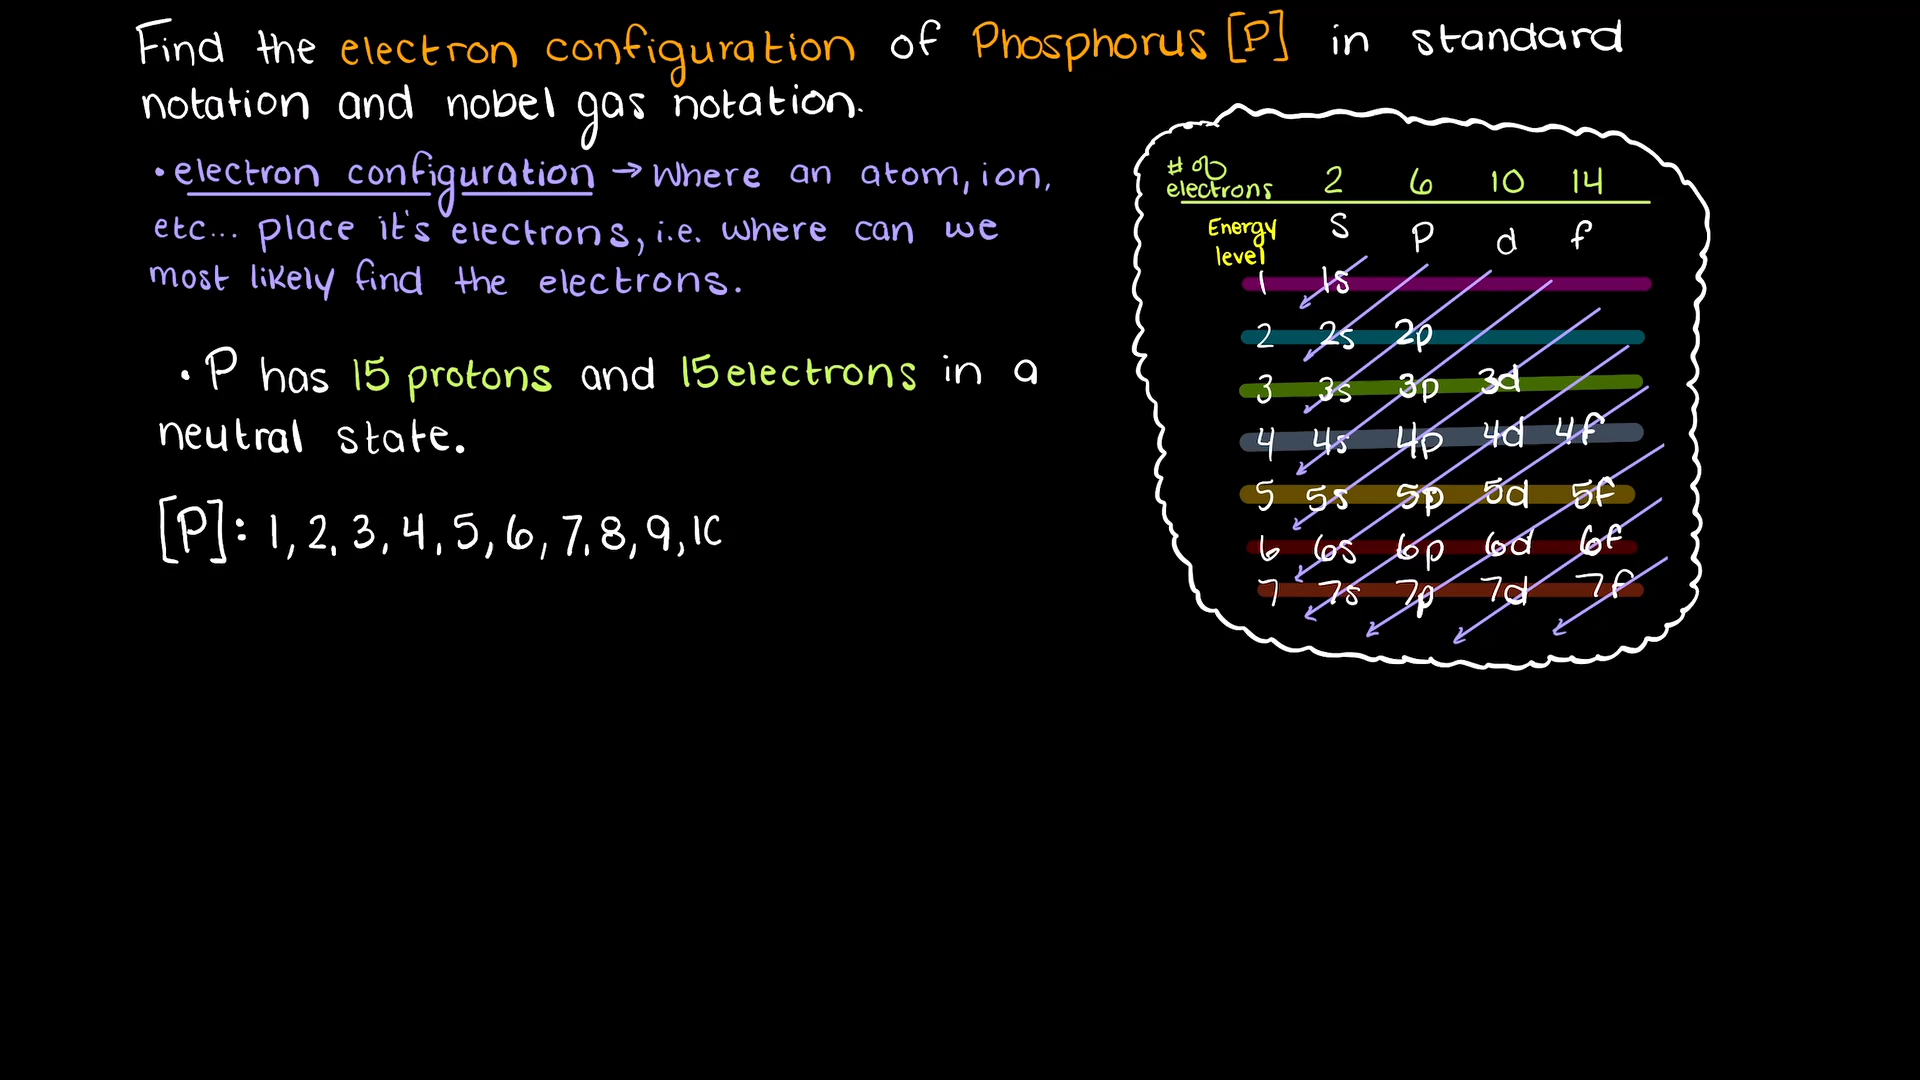 Find the electron configuration of Phosphorus [P] in standard
notation and nobel gas notation.
• electron configuration → Where an atom, ion,
etc... place it's electrons, i.e. where can we
most likely find the electrons.
• P has 15 protons and 15 electrons in a
neutral state.
[P]: 1, 2, 3, 4, 5, 6, 7, 8, 9, 10
# of
electrons 2 6 10 14
Energy
level s p d f
1 1s
2 2s 2p
3 3s 3p 3d
4 4s 4p 4d 4f
5 5s 5p 5d 5f
6 6s 6p 6d 6f
7 7s 7p 7d 7f